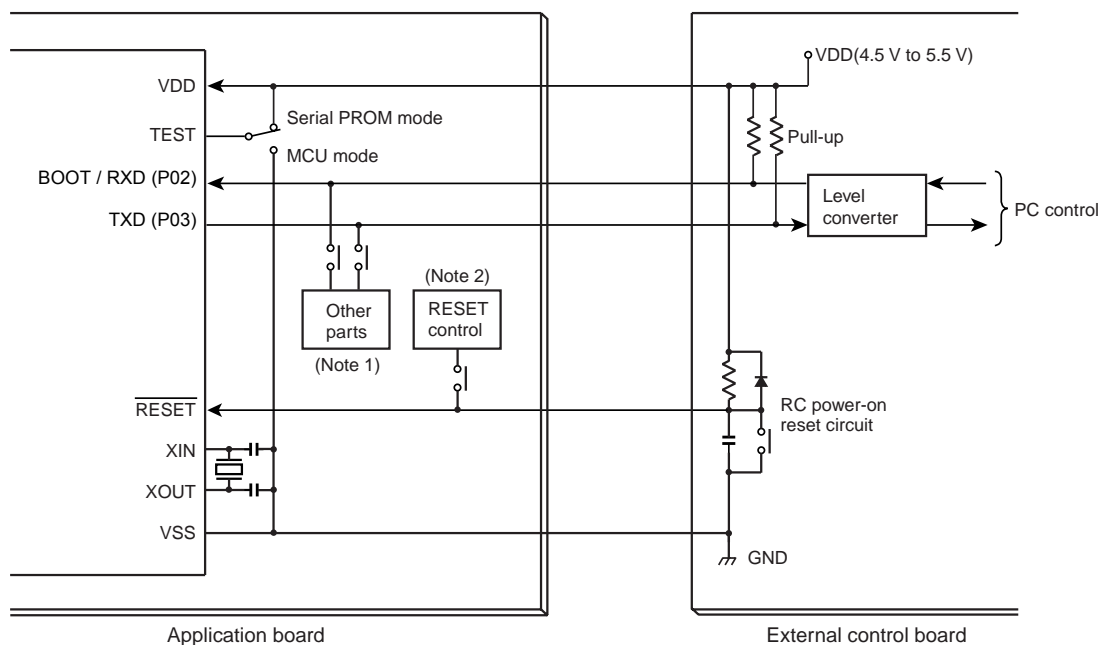 VDD(4.5 V to 5.5 V)
VDD
Serial PROM mode
TEST
Pull-up
MCU mode
BOOT / RXD (P02)
Level
converter
PC control
TXD (P03)
(Note 2)
Other
parts
RESET
control
(Note 1)
RESET
RC power-on
reset circuit
XIN
XOUT
VSS
GND
Application board
External control board